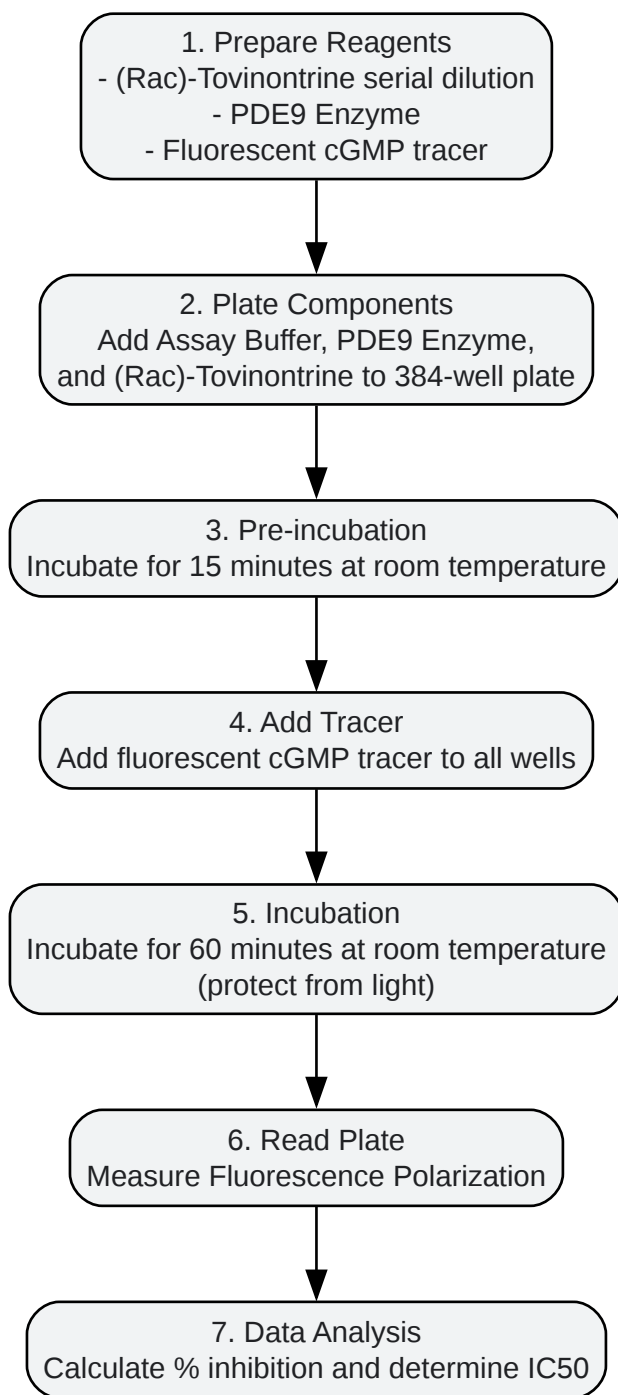 1. Prepare Reagents
- (Rac)-Tovinontrine serial dilution
- PDE9 Enzyme
- Fluorescent cGMP tracer
2. Plate Components
Add Assay Buffer, PDE9 Enzyme,
and (Rac)-Tovinontrine to 384-well plate
3. Pre-incubation
Incubate for 15 minutes at room temperature
4. Add Tracer
Add fluorescent cGMP tracer to all wells
5. Incubation
Incubate for 60 minutes at room temperature
(protect from light)
6. Read Plate
Measure Fluorescence Polarization
7. Data Analysis
Calculate % inhibition and determine IC50